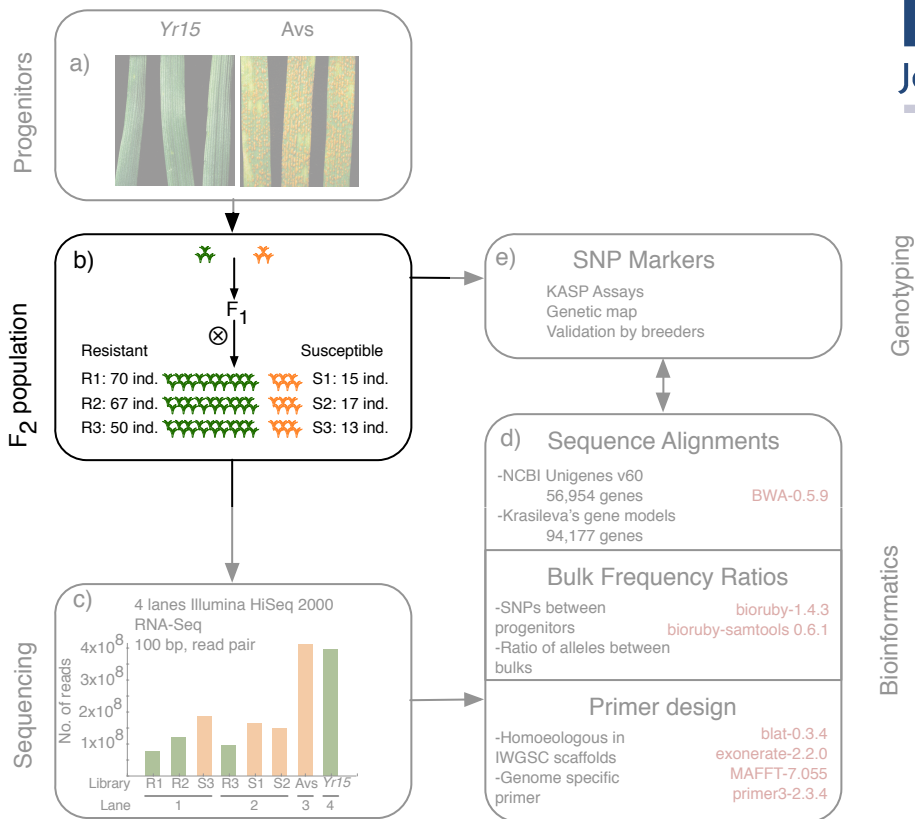 Yr15
Avs
a)
Progenitors
b)
F1
⊗
Resistant
Susceptible
R1: 70 ind.
S1: 15 ind.
R2: 67 ind.
S2: 17 ind.
R3: 50 ind.
S3: 13 ind.
F2 population
c)
4 lanes Illumina HiSeq 2000
RNA-Seq
100 bp, read pair
4x10^8
3x10^8
2x10^8
1x10^8
No. of reads
Library R1 R2 S3 R3 S1 S2 Avs Yr15
Lane 1 2 3 4
Sequencing
e)
SNP Markers
KASP Assays
Genetic map
Validation by breeders
Genotyping
d)
Sequence Alignments
-NCBI Unigenes v60
56,954 genes
BWA-0.5.9
-Krasileva's gene models
94,177 genes
Bulk Frequency Ratios
-SNPs between
progenitors
-Ratio of alleles between
bulks
bioruby-1.4.3
bioruby-samtools 0.6.1
Primer design
-Homoeologous in
IWGSC scaffolds
-Genome specific
primer
blat-0.3.4
exonerate-2.2.0
MAFFT-7.055
primer3-2.3.4
Bioinformatics